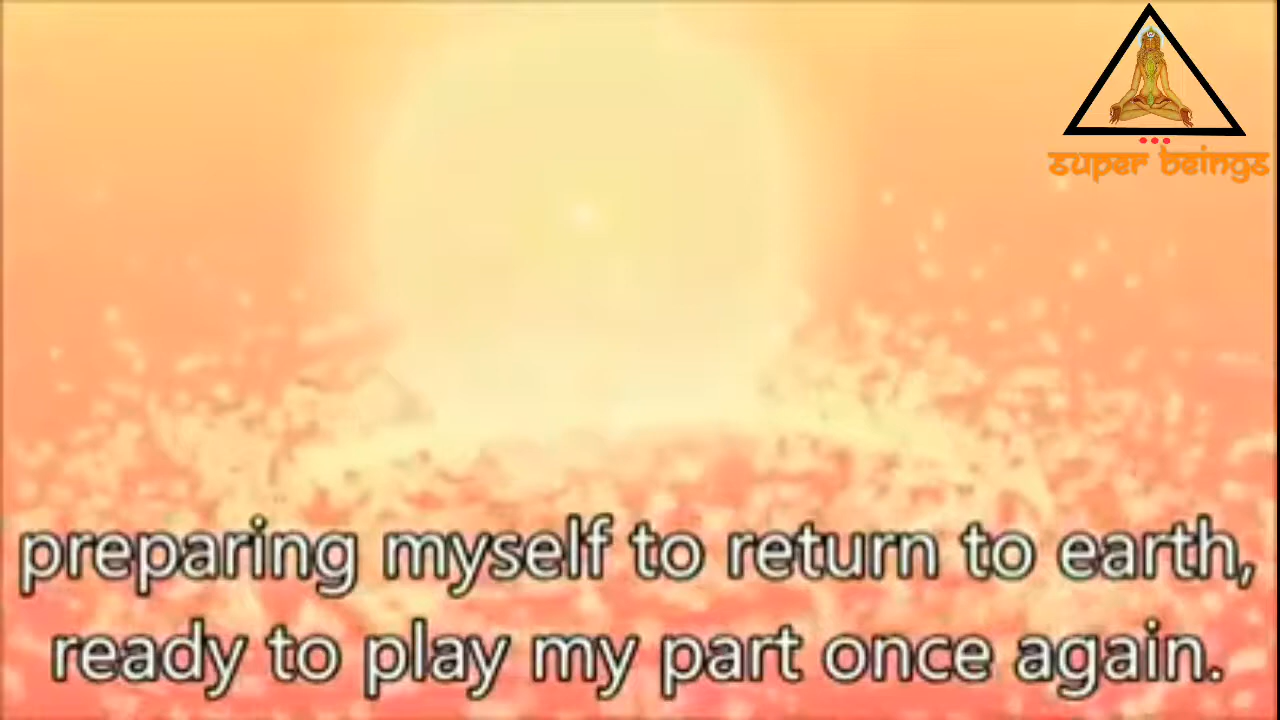 super beings
preparing myself to return to earth,
ready to play my part once again.